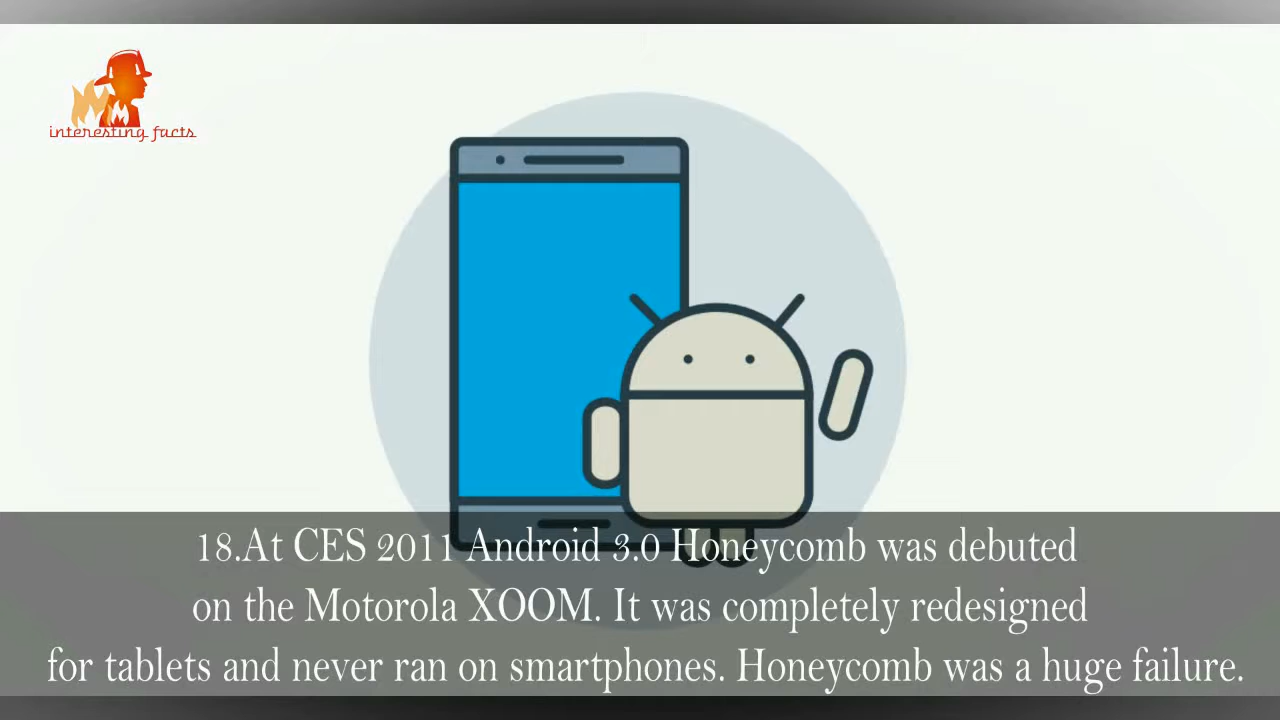 interesting facts
18.At CES 2011 Android 3.0 Honeycomb was debuted
on the Motorola XOOM. It was completely redesigned
for tablets and never ran on smartphones. Honeycomb was a huge failure.